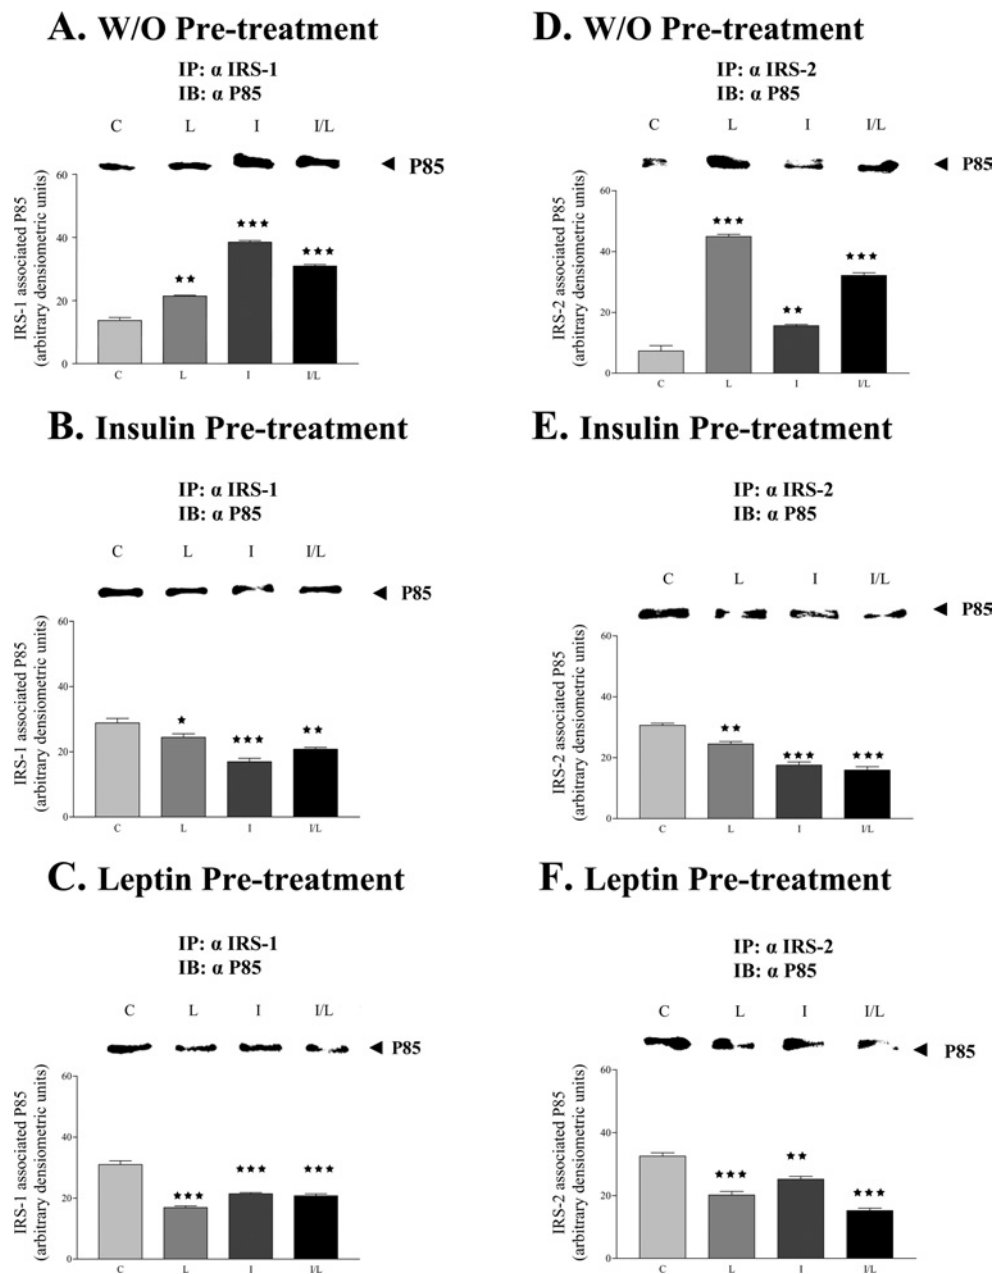 A. W/O Pre-treatment
IP: α IRS-1
IB: α P85
C L I I/L
P85
IRS-1 associated P85
(arbitrary densiometric units)
60
40
20
0
★★
★★★
★★★
C L I I/L
B. Insulin Pre-treatment
IP: α IRS-1
IB: α P85
C L I I/L
P85
IRS-1 associated P85
(arbitrary densiometric units)
60
40
20
0
★
★★★
★★
C L I I/L
C. Leptin Pre-treatment
IP: α IRS-1
IB: α P85
C L I I/L
P85
IRS-1 associated P85
(arbitrary densiometric units)
60
40
20
0
★★★
★★★
★★★
C L I I/L
D. W/O Pre-treatment
IP: α IRS-2
IB: α P85
C L I I/L
P85
IRS-2 associated P85
(arbitrary densiometric units)
60
40
20
0
★★★
★★
★★★
C L I I/L
E. Insulin Pre-treatment
IP: α IRS-2
IB: α P85
C L I I/L
P85
IRS-2 associated P85
(arbitrary densiometric units)
60
40
20
0
★★
★★★
★★★
C L I I/L
F. Leptin Pre-treatment
IP: α IRS-2
IB: α P85
C L I I/L
P85
IRS-2 associated P85
(arbitrary densiometric units)
60
40
20
0
★★★
★★
★★★
C L I I/L